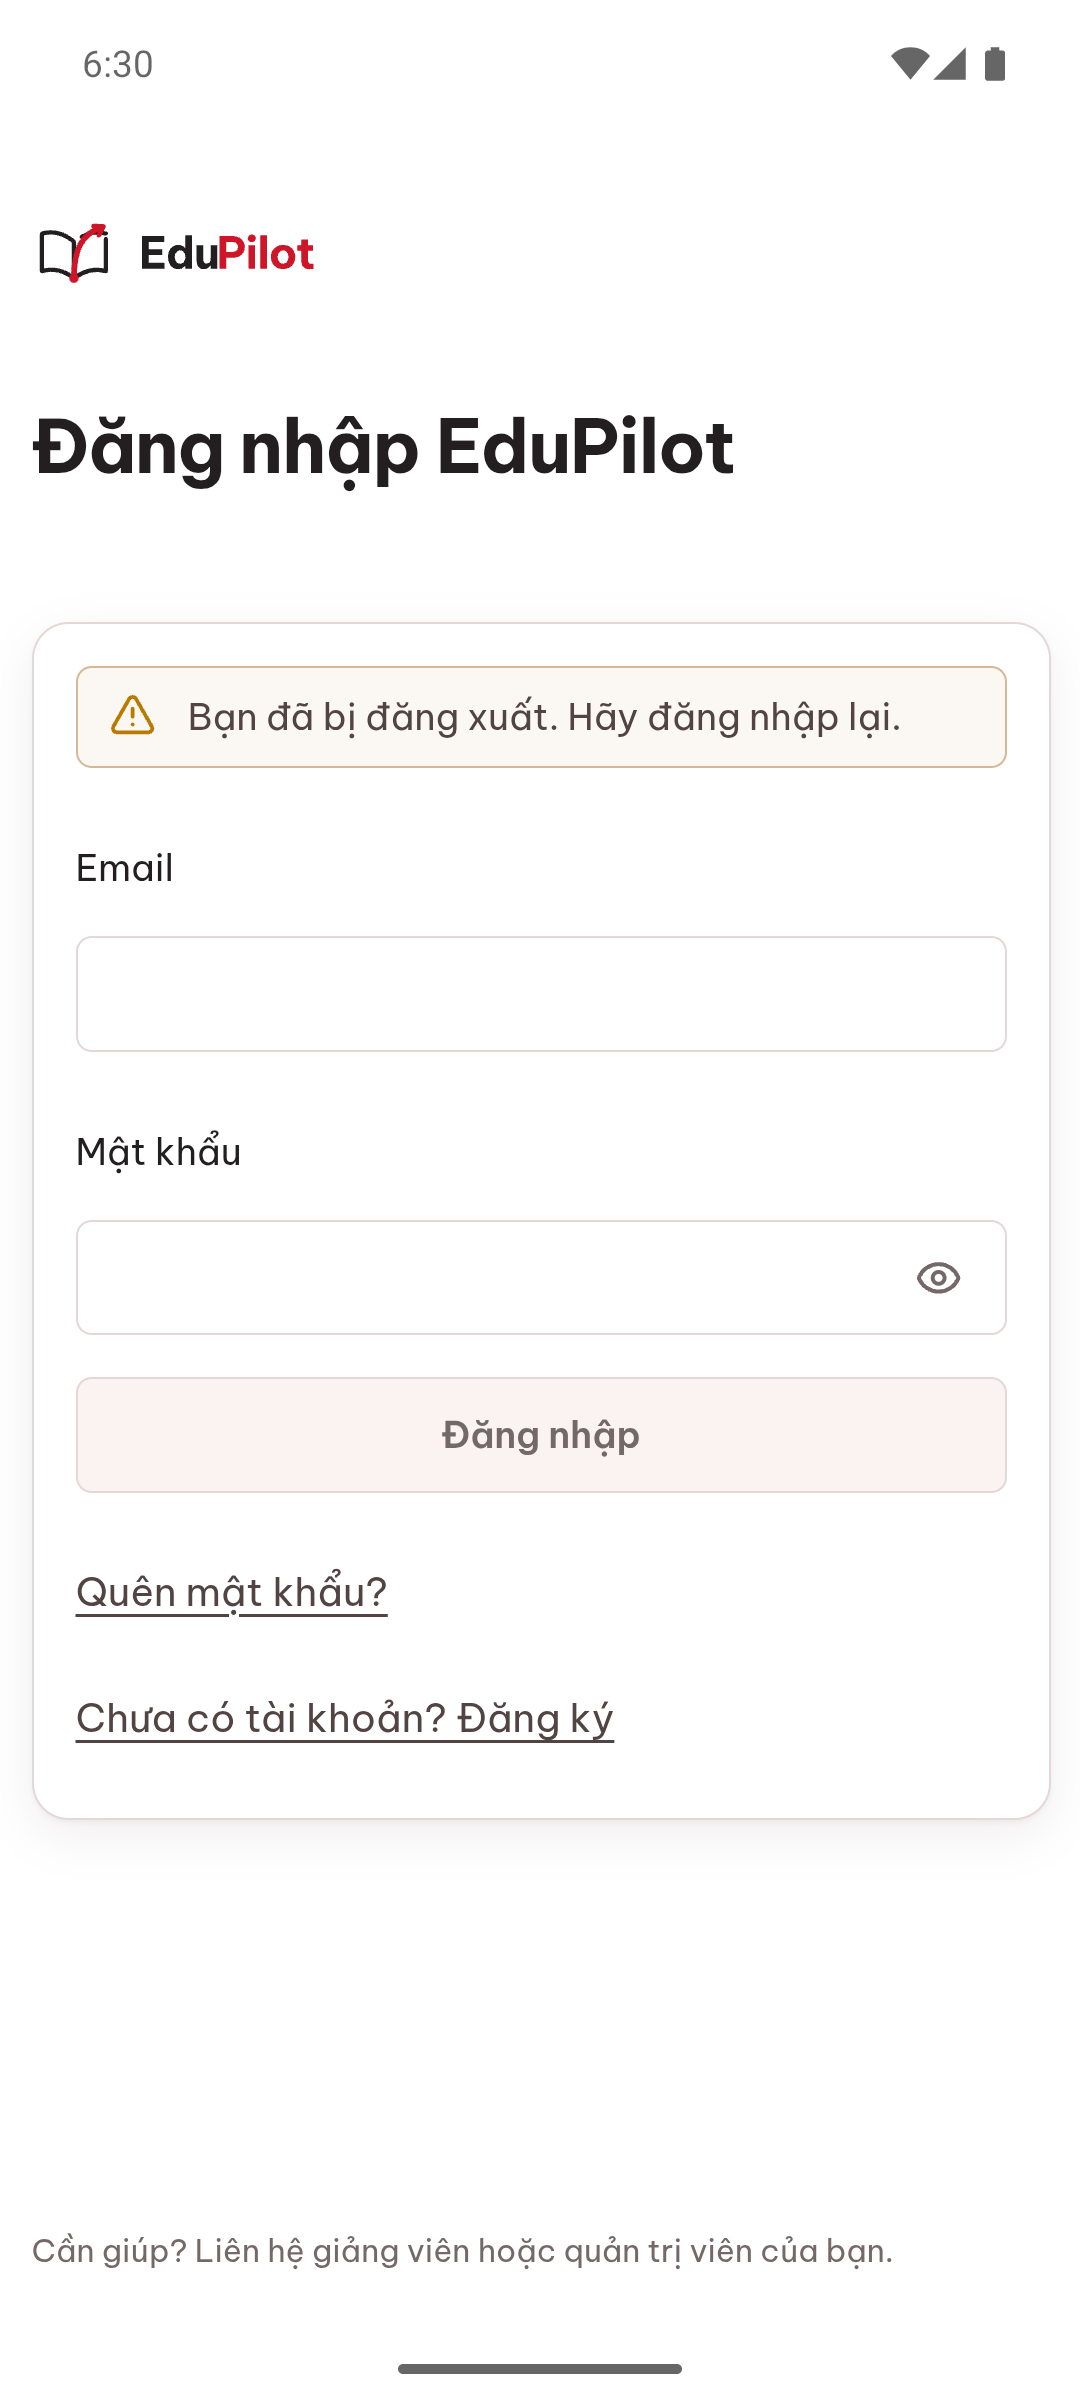 6:30
EduPilot
Đăng nhập EduPilot
Bạn đã bị đăng xuất. Hãy đăng nhập lại.
Email
Mật khẩu
Đăng nhập
Quên mật khẩu?
Chưa có tài khoản? Đăng ký
Cần giúp? Liên hệ giảng viên hoặc quản trị viên của bạn.